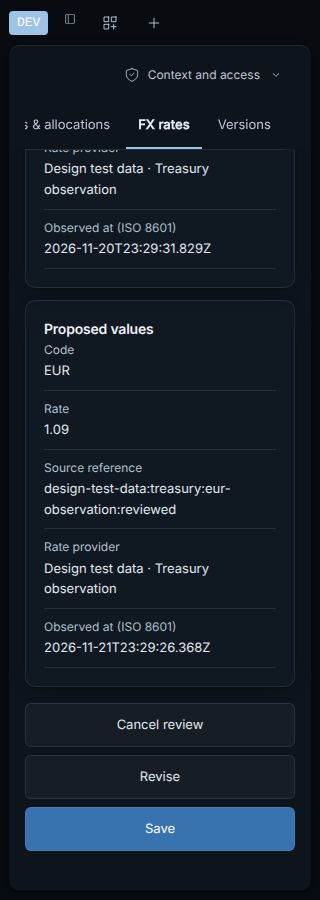 DEV
Context and access
s & allocations
FX rates
Versions
Rate provider
Design test data · Treasury
observation
Observed at (ISO 8601)
2026-11-20T23:29:31.829Z
Proposed values
Code
EUR
Rate
1.09
Source reference
design-test-data:treasury:eur-
observation:reviewed
Rate provider
Design test data · Treasury
observation
Observed at (ISO 8601)
2026-11-21T23:29:26.368Z
Cancel review
Revise
Save